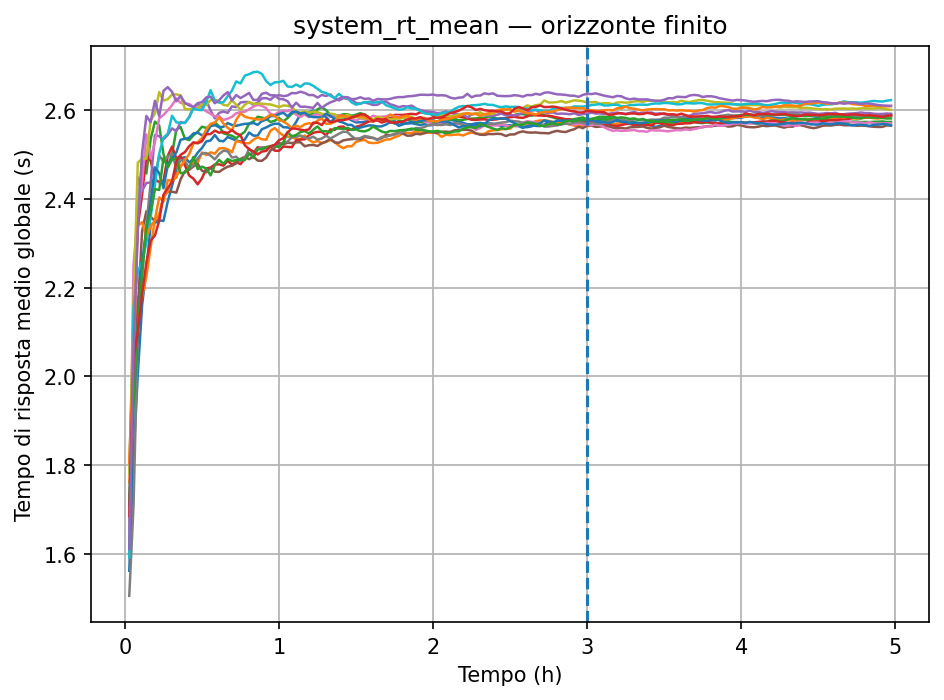 system_rt_mean — orizzonte finito
Tempo di risposta medio globale (s)
2.6
2.4
2.2
2.0
1.8
1.6
0 1 2 3 4 5
Tempo (h)